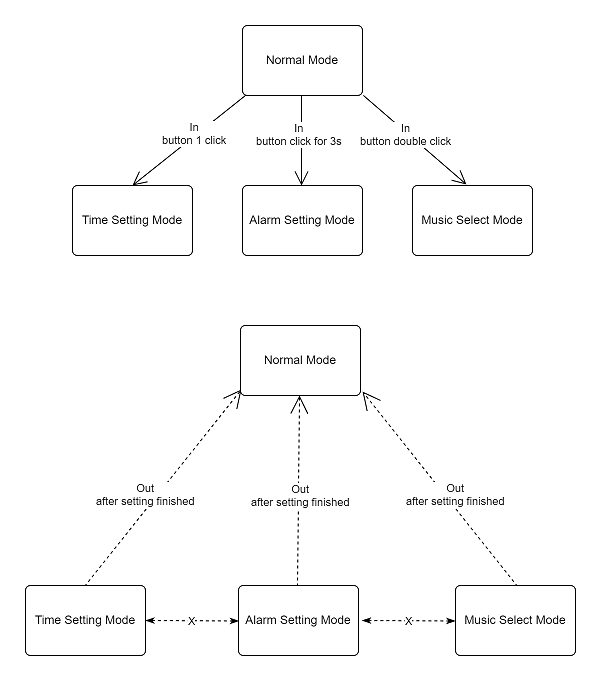 Normal Mode
In
button 1 click
In
button click for 3s
In
button double click
Time Setting Mode
Alarm Setting Mode
Music Select Mode
Normal Mode
Out
after setting finished
Out
after setting finished
Out
after setting finished
Time Setting Mode
X
Alarm Setting Mode
X
Music Select Mode